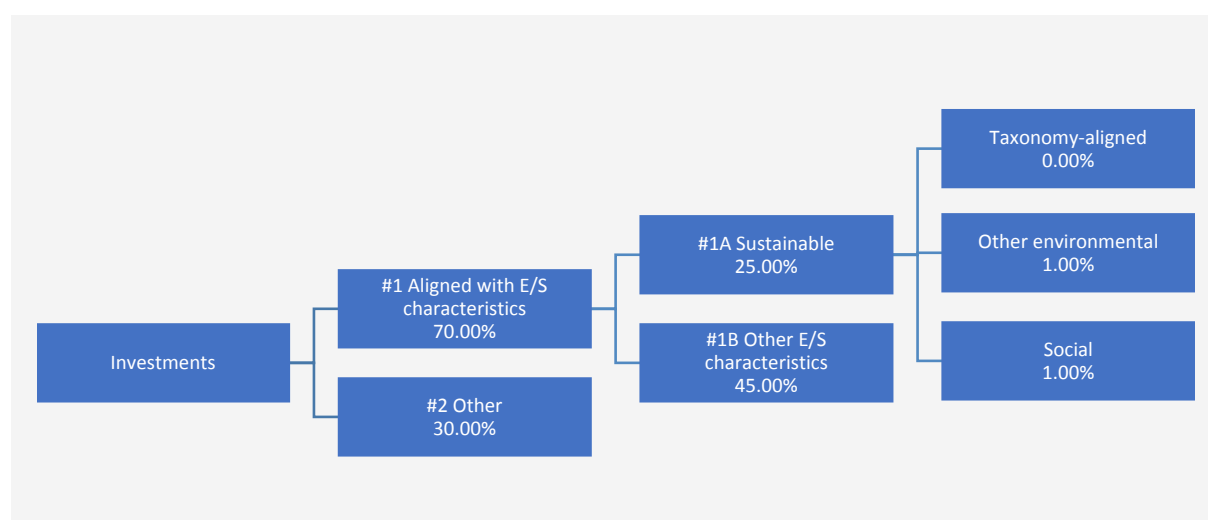 Investments
#1 Aligned with E/S
characteristics
70.00%
#2 Other
30.00%
#1A Sustainable
25.00%
#1B Other E/S
characteristics
45.00%
Taxonomy-aligned
0.00%
Other environmental
1.00%
Social
1.00%